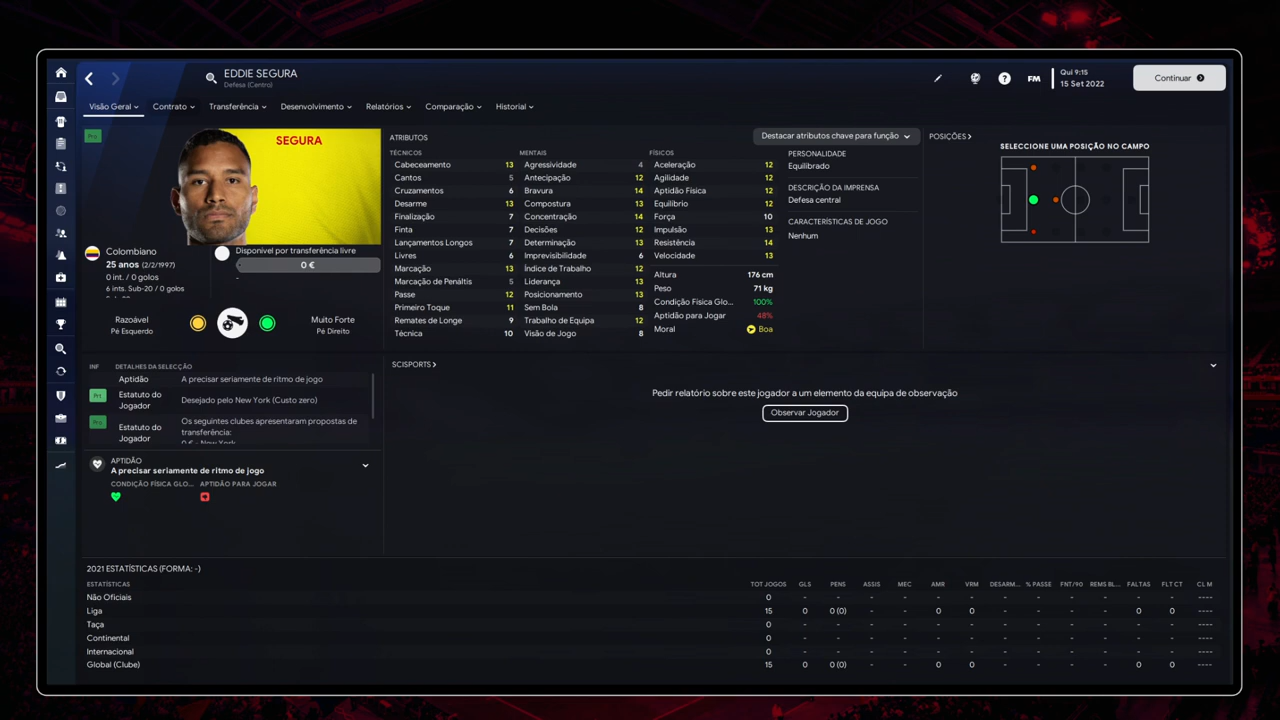 EDDIE SEGURA
Defesa (Centro)
FM
Qui 9:15
15 Set 2022
Continuar
Visão Geral
Contrato
Transferência
Desenvolvimento
Relatórios
Comparação
Historial
SEGURA
Colombiano
25 anos (2/2/1997)
0 int. / 0 golos
6 ints. Sub-20 / 0 golos
Disponível por transferência livre
0 €
-
Razoável
Pé Esquerdo
Muito Forte
Pé Direito
ATRIBUTOS
Destacar atributos chave para função
TÉCNICOS
Cabeceamento 13
Cantos 5
Cruzamentos 6
Desarme 13
Finalização 7
Finta 7
Lançamentos Longos 7
Livres 6
Marcação 13
Marcação de Penáltis 5
Passe 12
Primeiro Toque 11
Remates de Longe 9
Técnica 10
MENTAIS
Agressividade 4
Antecipação 12
Bravura 14
Compostura 13
Concentração 14
Decisões 12
Determinação 13
Imprevisibilidade 6
Índice de Trabalho 12
Liderança 13
Posicionamento 13
Sem Bola 8
Trabalho de Equipa 12
Visão de Jogo 8
FÍSICOS
Aceleração 12
Agilidade 12
Aptidão Física 12
Equilíbrio 12
Força 10
Impulsão 13
Resistência 14
Velocidade 13
Altura 176 cm
Peso 71 kg
Condição Física Glo... 100%
Aptidão para Jogar 48%
Moral Boa
PERSONALIDADE
Equilibrado
DESCRIÇÃO DA IMPRENSA
Defesa central
CARACTERÍSTICAS DE JOGO
Nenhum
POSIÇÕES
SELECCIONE UMA POSIÇÃO NO CAMPO
INF DETALHES DA SELECÇÃO
Aptidão A precisar seriamente de ritmo de jogo
Estatuto do Jogador Desejado pelo New York (Custo zero)
Estatuto do Jogador Os seguintes clubes apresentaram propostas de transferência:
0 € - New York
APTIDÃO
A precisar seriamente de ritmo de jogo
CONDIÇÃO FÍSICA GLO... APTIDÃO PARA JOGAR
SCISPORTS
Pedir relatório sobre este jogador a um elemento da equipa de observação
Observar Jogador
2021 ESTATÍSTICAS (FORMA: -)
ESTATÍSTICAS TOT JOGOS GLS PENS ASSIS MEC AMR VRM DESARM... % PASSE FNT/90 REMS BL... FALTAS FLT CT CL M
Não Oficiais 0 - - - - - - - - - - - - ----
Liga 15 0 0 (0) - - 0 0 - - - - 0 0 ----
Taça 0 - - - - - - - - - - - - ----
Continental 0 - - - - - - - - - - - - ----
Internacional 0 - - - - - - - - - - - - ----
Global (Clube) 15 0 0 (0) - - 0 0 - - - - 0 0 ----